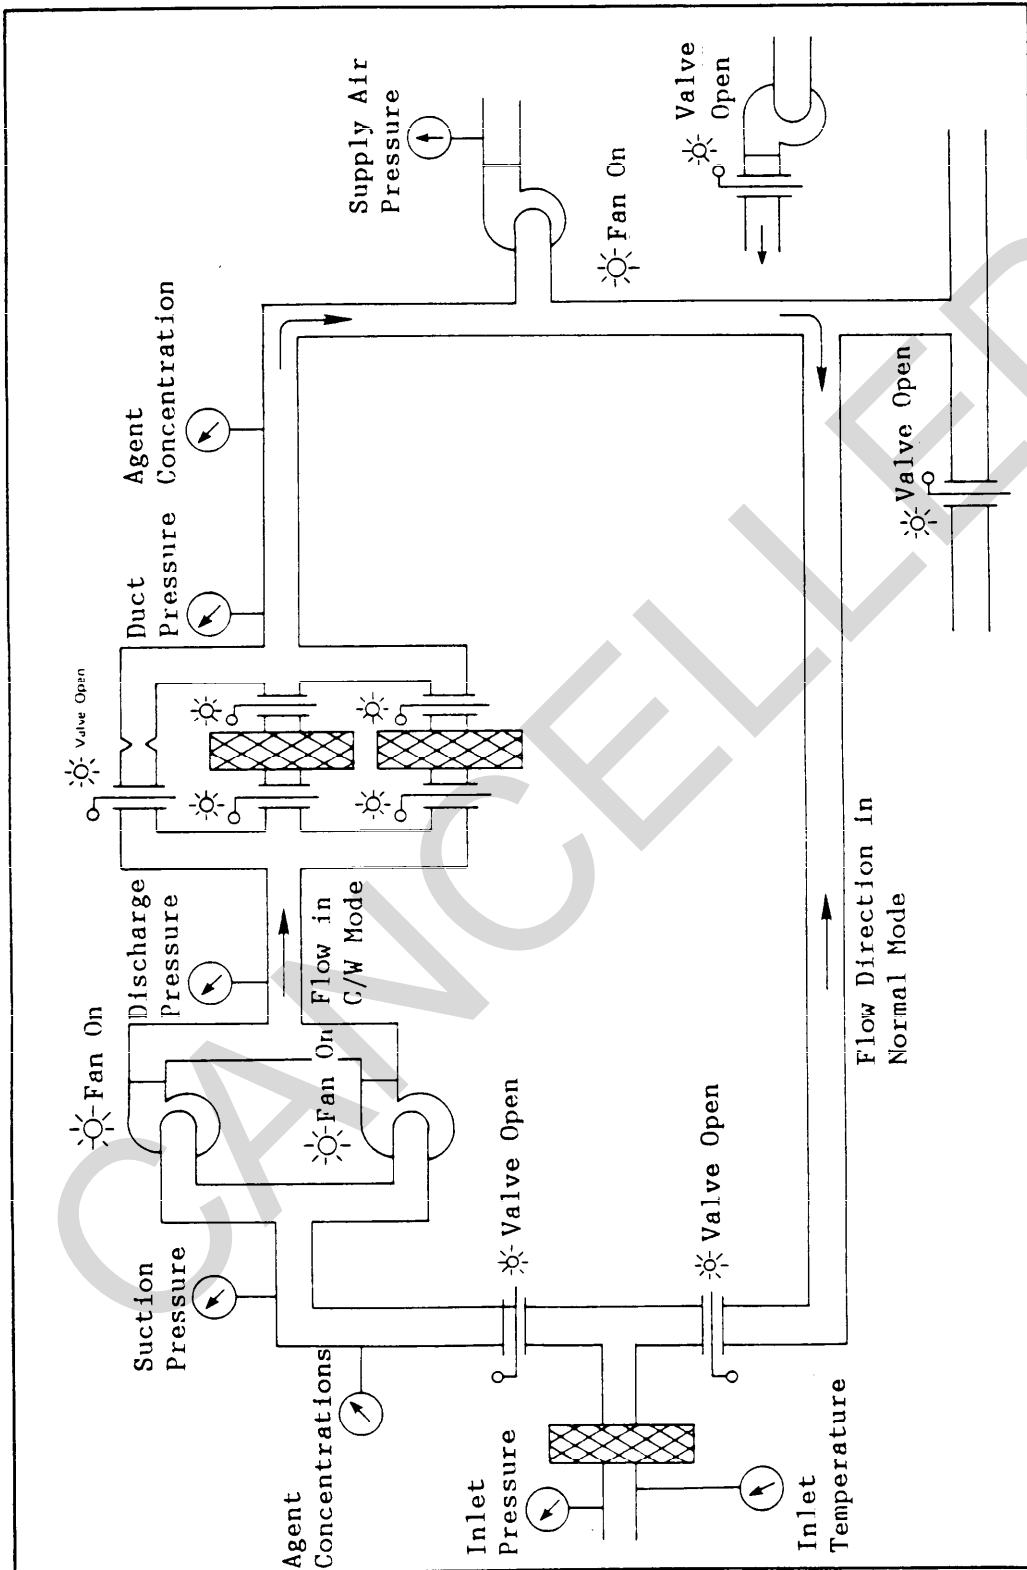 Supply Air
Pressure
Valve
Open
Fan On
Agent
Concentration
Duct
Pressure
Valve Open
Valve Open
Discharge
Pressure
Flow in
C/W Mode
Fan On
Fan On
Flow Direction in
Normal Mode
Suction
Pressure
Valve Open
Valve Open
Agent
Concentrations
Inlet
Pressure
Inlet
Temperature
CANCELLED